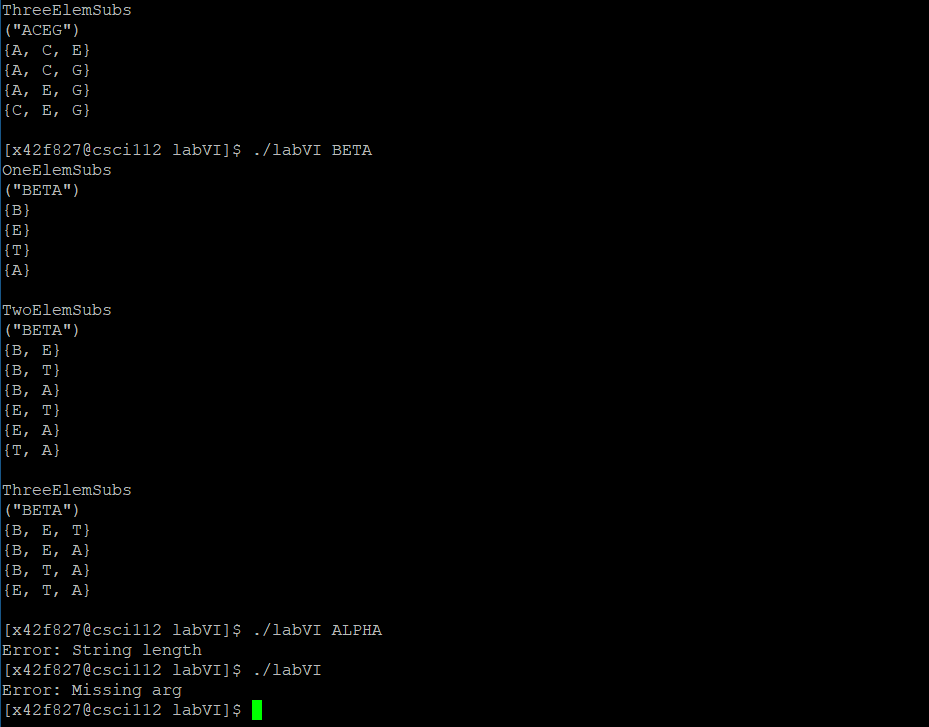 ThreeElemSubs
("ACEG")
{A, C, E}
{A, C, G}
{A, E, G}
{C, E, G}
[x42f827@csci112 labVI]$ ./labVI BETA
OneElemSubs
("BETA")
{B}
{E}
{T}
{A}
TwoElemSubs
("BETA")
{B, E}
{B, T}
{B, A}
{E, T}
{E, A}
{T, A}
ThreeElemSubs
("BETA")
{B, E, T}
{B, E, A}
{B, T, A}
{E, T, A}
[x42f827@csci112 labVI]$ ./labVI ALPHA
Error: String length
[x42f827@csci112 labVI]$ ./labVI
Error: Missing arg
[x42f827@csci112 labVI]$